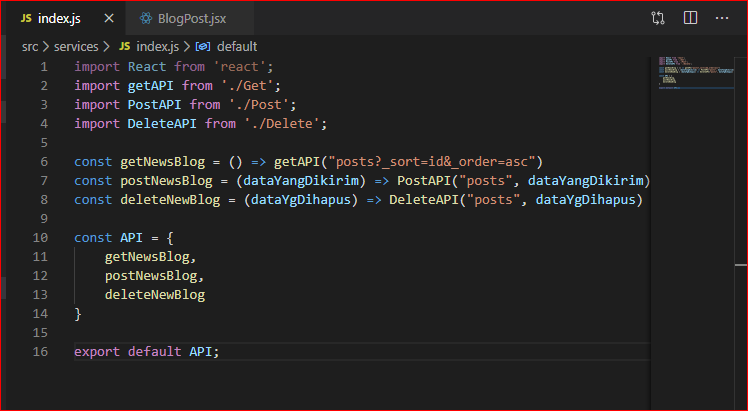 JS index.js
BlogPost.jsx
src > services > JS index.js > default
1 import React from 'react';
2 import getAPI from './Get';
3 import PostAPI from './Post';
4 import DeleteAPI from './Delete';
5
6 const getNewsBlog = () => getAPI("posts?_sort=id&_order=asc")
7 const postNewsBlog = (dataYangDikirim) => PostAPI("posts", dataYangDikirim)
8 const deleteNewBlog = (dataYgDihapus) => DeleteAPI("posts", dataYgDihapus)
9
10 const API = {
11     getNewsBlog,
12     postNewsBlog,
13     deleteNewBlog
14 }
15
16 export default API;